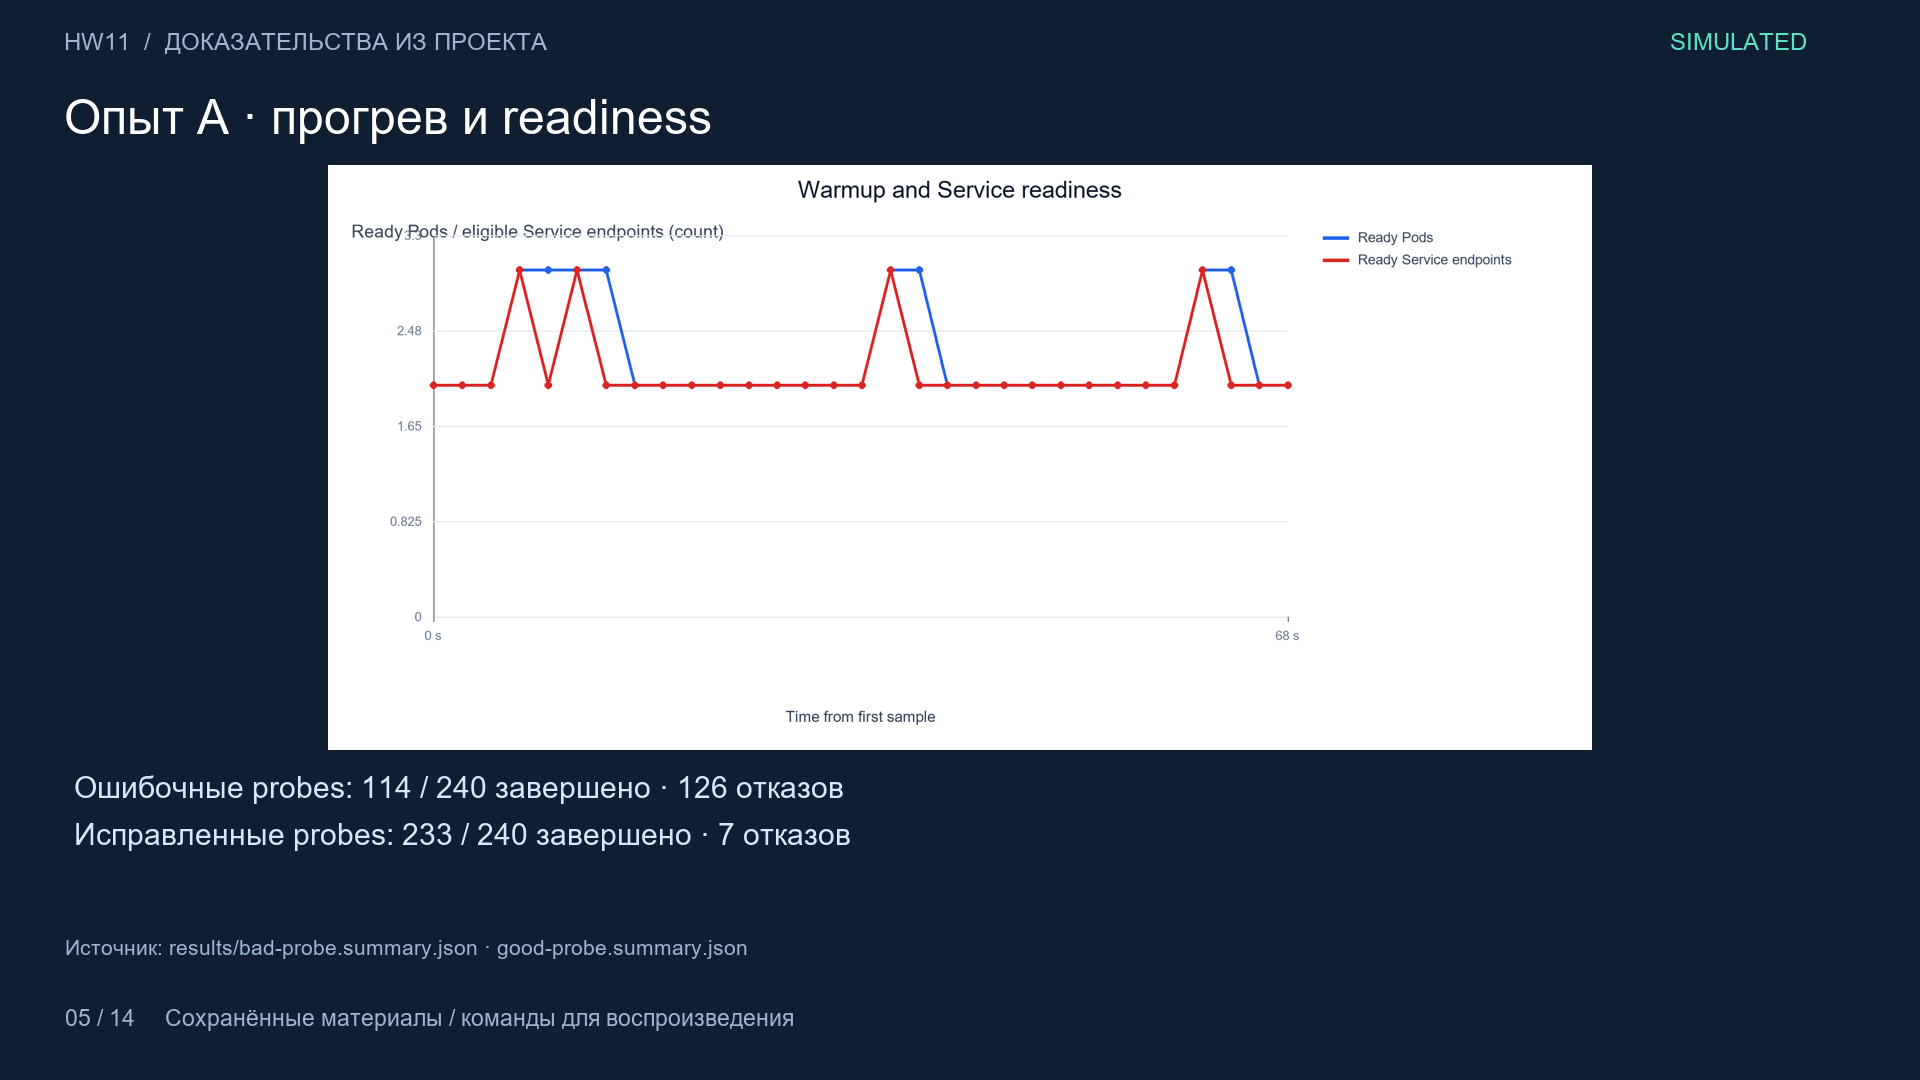 HW11 / ДОКАЗАТЕЛЬСТВА ИЗ ПРОЕКТА
SIMULATED
Опыт A · прогрев и readiness
Warmup and Service readiness
Ready Pods / eligible Service endpoints (count)
Ready Pods
Ready Service endpoints
3.3
2.48
1.65
0.825
0
0 s
68 s
Time from first sample
Ошибочные probes: 114 / 240 завершено · 126 отказов
Исправленные probes: 233 / 240 завершено · 7 отказов
Источник: results/bad-probe.summary.json · good-probe.summary.json
05 / 14 Сохранённые материалы / команды для воспроизведения